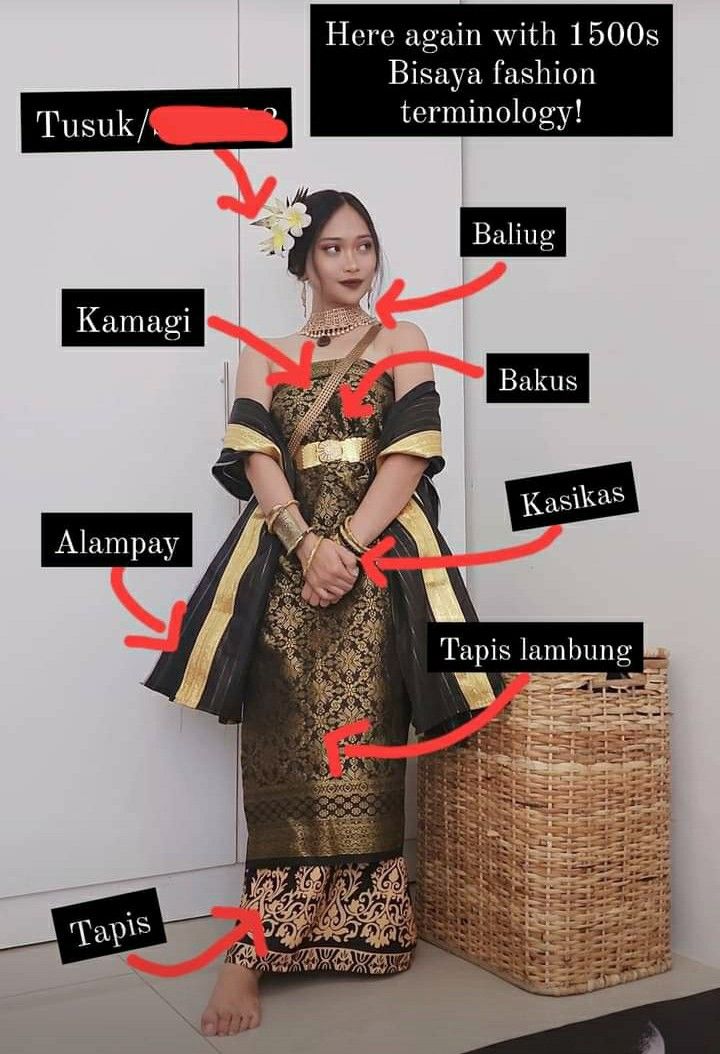 Here again with 1500s
Bisaya fashion
terminology!
Tusuk/
Baliug
Kamagi
Bakus
Kasikas
Alampay
Tapis lambung
Tapis